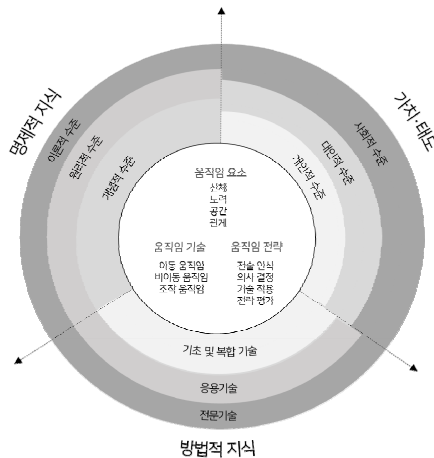 명제적 지식
이론적 수준
원리적 수준
개념적 수준
가치·태도
사회적 수준
대인적 수준
개인적 수준
움직임 요소
신체
노력
공간
관계
움직임 기술
이동 움직임
비이동 움직임
조작 움직임
움직임 전략
전술 인식
의사 결정
기술 적용
전략 평가
기초 및 복합 기술
응용기술
전문기술
방법적 지식